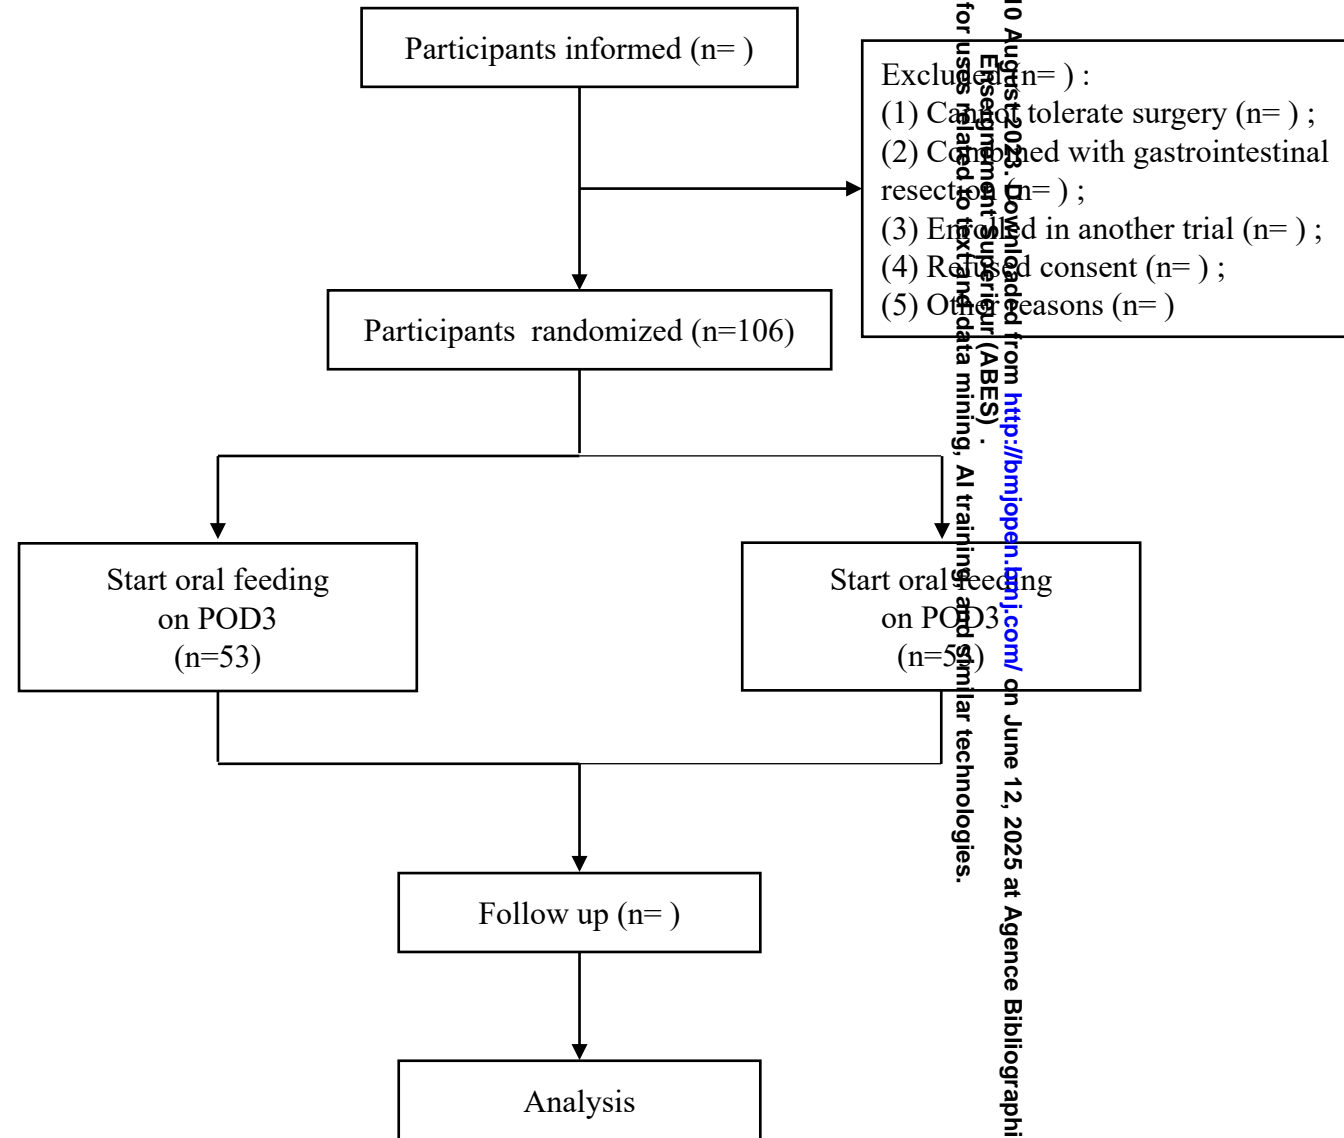 Participants informed (n= )
Excluded (n= ) :
(1) Cannot tolerate surgery (n= ) ;
(2) Combined with gastrointestinal
resection (n= ) ;
(3) Enrolled in another trial (n= ) ;
(4) Refused consent (n= ) ;
(5) Other reasons (n= )
Participants randomized (n=106)
Start oral feeding
on POD3
(n=53)
Start oral feeding
on POD3
Follow up (n= )
Analysis
10 August 2023. Downloaded from http://bmjopen.bmj.com/ on June 12, 2025 at Agence Bibliographi
Enseignement Superieur (ABES) .
for uses related to text and data mining, AI training, and similar technologies.